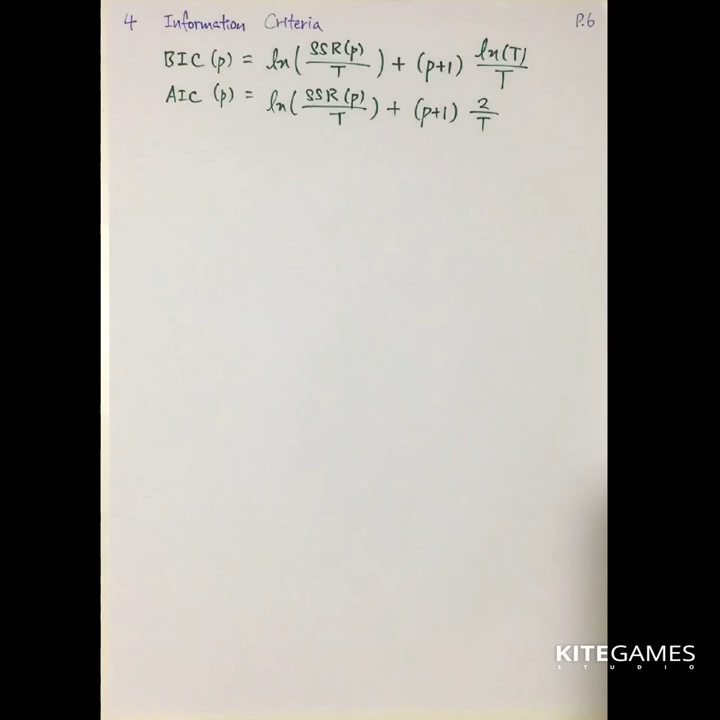 4 Information Criteria P.6
BIC (p) = ln( SSR(p) / T ) + (p+1) ln(T) / T
AIC (p) = ln( SSR(p) / T ) + (p+1) 2 / T
KITEGAMES
STUDIO